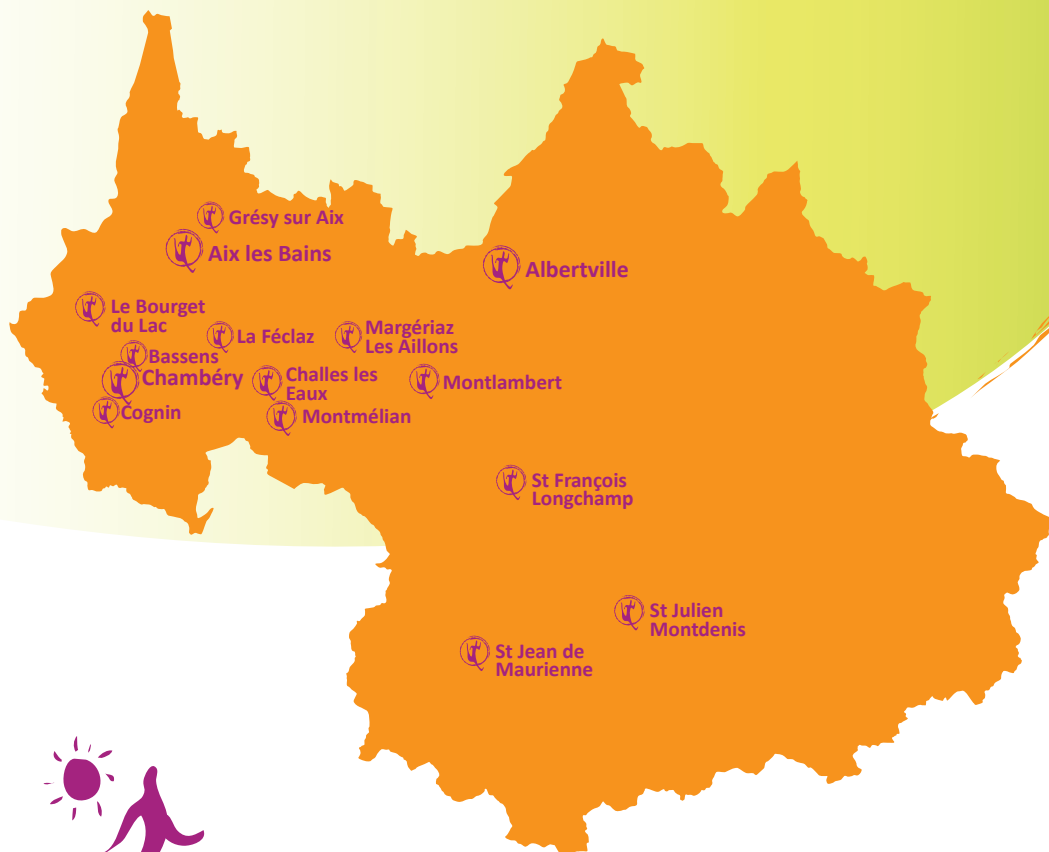 Grésy sur Aix
Aix les Bains
Albertville
Le Bourget
du Lac
La Féclaz
Margériaz
Les Aillons
Bassens
Chambéry
Challes les
Eaux
Montlambert
Cognin
Montmélian
St François
Longchamp
St Julien
Montdenis
St Jean de
Maurienne